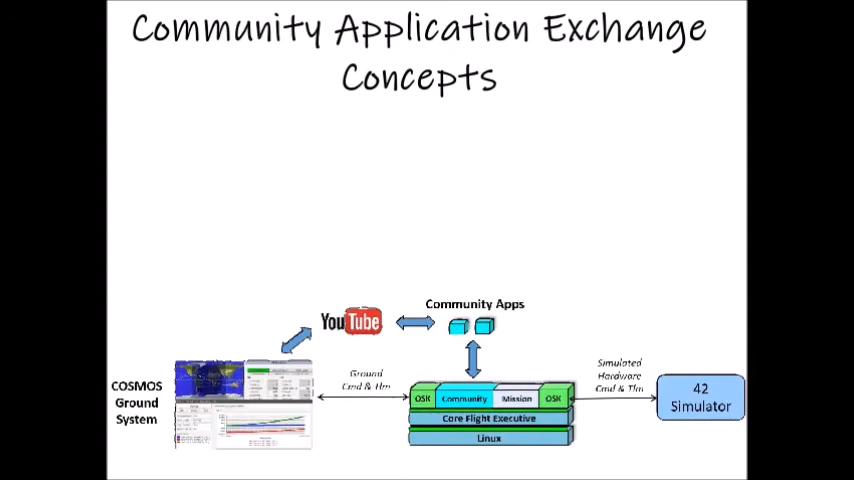 Community Application Exchange
Concepts
Community Apps
YouTube
COSMOS
Ground
System
Ground
Cmd & Tlm
OSK Community Mission OSK
Core Flight Executive
Linux
Simulated
Hardware
Cmd & Tlm
42
Simulator